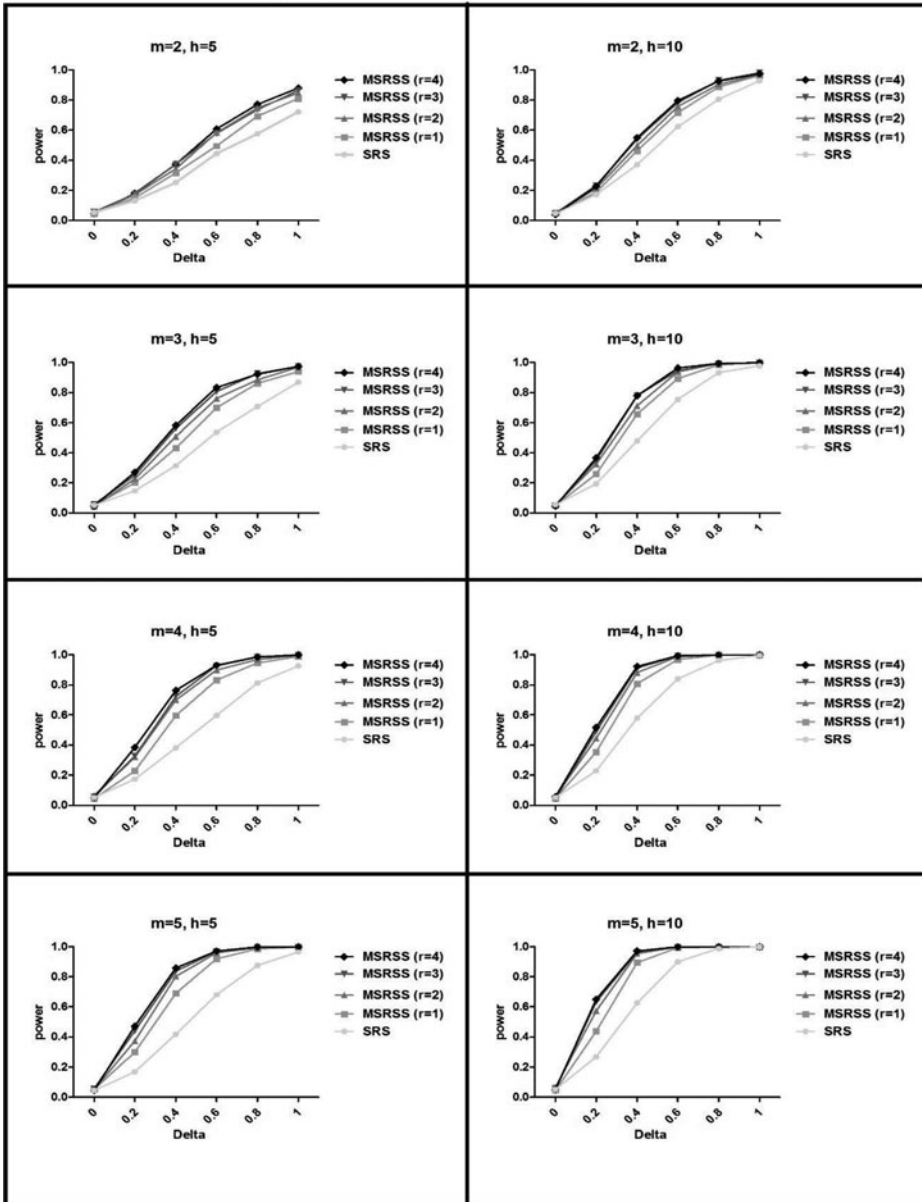 m=2, h=5
1.0
0.8
0.6
0.4
0.2
0.0
power
0
0.2
0.4
0.6
0.8
1
Delta
MSRSS (r=4)
MSRSS (r=3)
MSRSS (r=2)
MSRSS (r=1)
SRS
m=2, h=10
1.0
0.8
0.6
0.4
0.2
0.0
power
0
0.2
0.4
0.6
0.8
1
Delta
MSRSS (r=4)
MSRSS (r=3)
MSRSS (r=2)
MSRSS (r=1)
SRS
m=3, h=5
1.0
0.8
0.6
0.4
0.2
0.0
power
0
0.2
0.4
0.6
0.8
1
Delta
MSRSS (r=4)
MSRSS (r=3)
MSRSS (r=2)
MSRSS (r=1)
SRS
m=3, h=10
1.0
0.8
0.6
0.4
0.2
0.0
power
0
0.2
0.4
0.6
0.8
1
Delta
MSRSS (r=4)
MSRSS (r=3)
MSRSS (r=2)
MSRSS (r=1)
SRS
m=4, h=5
1.0
0.8
0.6
0.4
0.2
0.0
power
0
0.2
0.4
0.6
0.8
1
Delta
MSRSS (r=4)
MSRSS (r=3)
MSRSS (r=2)
MSRSS (r=1)
SRS
m=4, h=10
1.0
0.8
0.6
0.4
0.2
0.0
power
0
0.2
0.4
0.6
0.8
1
Delta
MSRSS (r=4)
MSRSS (r=3)
MSRSS (r=2)
MSRSS (r=1)
SRS
m=5, h=5
1.0
0.8
0.6
0.4
0.2
0.0
power
0
0.2
0.4
0.6
0.8
1
Delta
MSRSS (r=4)
MSRSS (r=3)
MSRSS (r=2)
MSRSS (r=1)
SRS
m=5, h=10
1.0
0.8
0.6
0.4
0.2
0.0
power
0
0.2
0.4
0.6
0.8
1
Delta
MSRSS (r=4)
MSRSS (r=3)
MSRSS (r=2)
MSRSS (r=1)
SRS